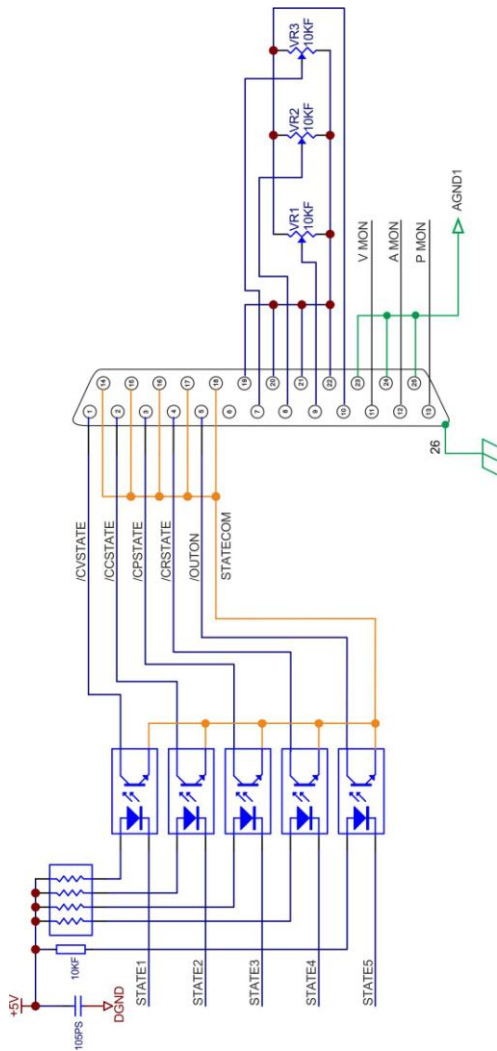 +5V
10KF
105PS
DGND
STATE1
STATE2
STATE3
STATE4
STATE5
/CVSTATE
/CCSTATE
/CPSTATE
/CRSTATE
/OUTON
STATECOM
1
2
3
4
5
6
7
8
9
10
11
12
13
14
15
16
16
17
18
19
20
21
22
23
24
25
26
VR1
10KF
VR2
10KF
VR3
10KF
V MON
A MON
P MON
AGND1